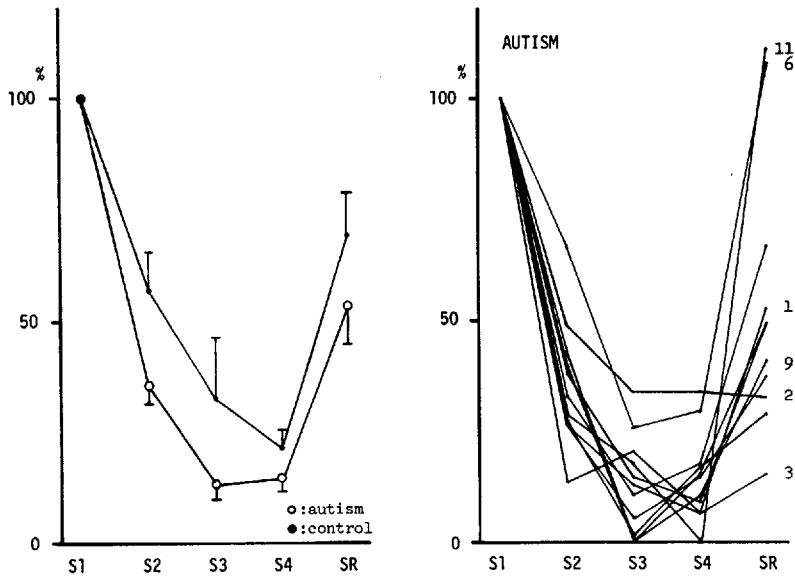 %
100
50
0
S1 S2 S3 S4 SR
○:autism
●:control
AUTISM
%
100
50
0
S1 S2 S3 S4 SR
11
6
1
9
2
3